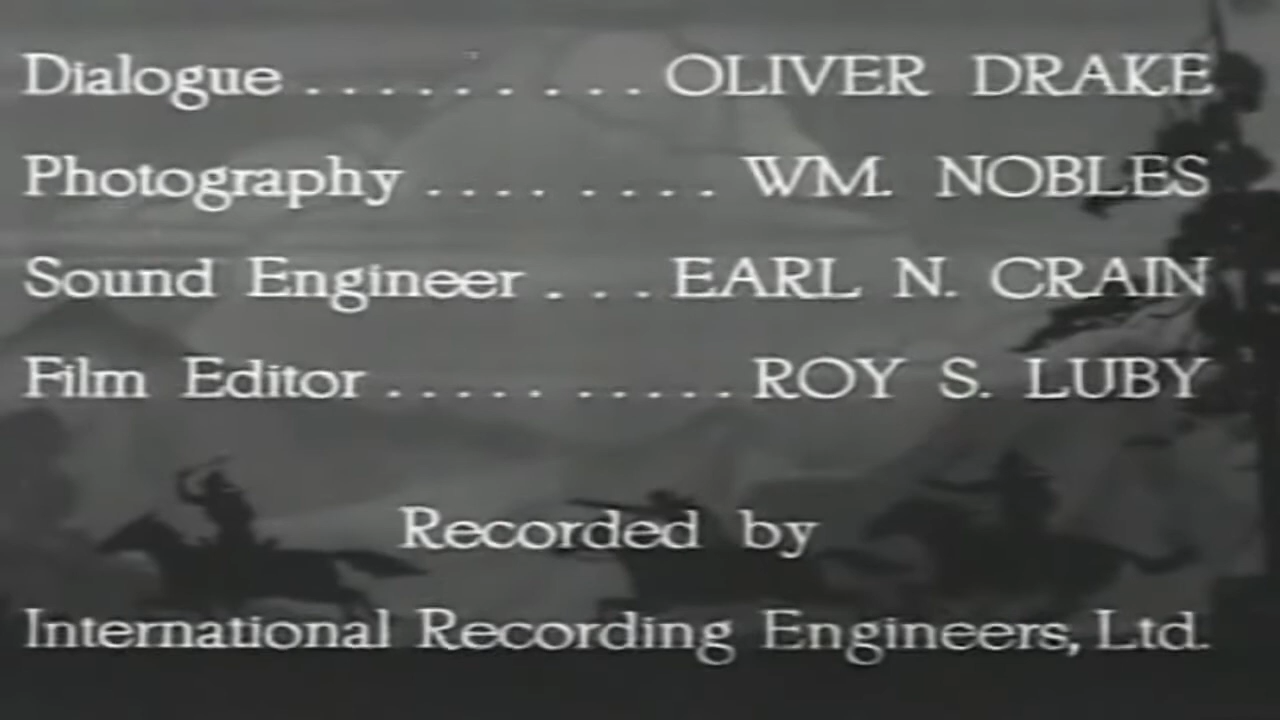 Dialogue . . . . . . . . . . OLIVER DRAKE
Photography . . . . . . . . WM. NOBLES
Sound Engineer . . . EARL N. CRAIN
Film Editor . . . . . . . . . . ROY S. LUBY
Recorded by
International Recording Engineers, Ltd.